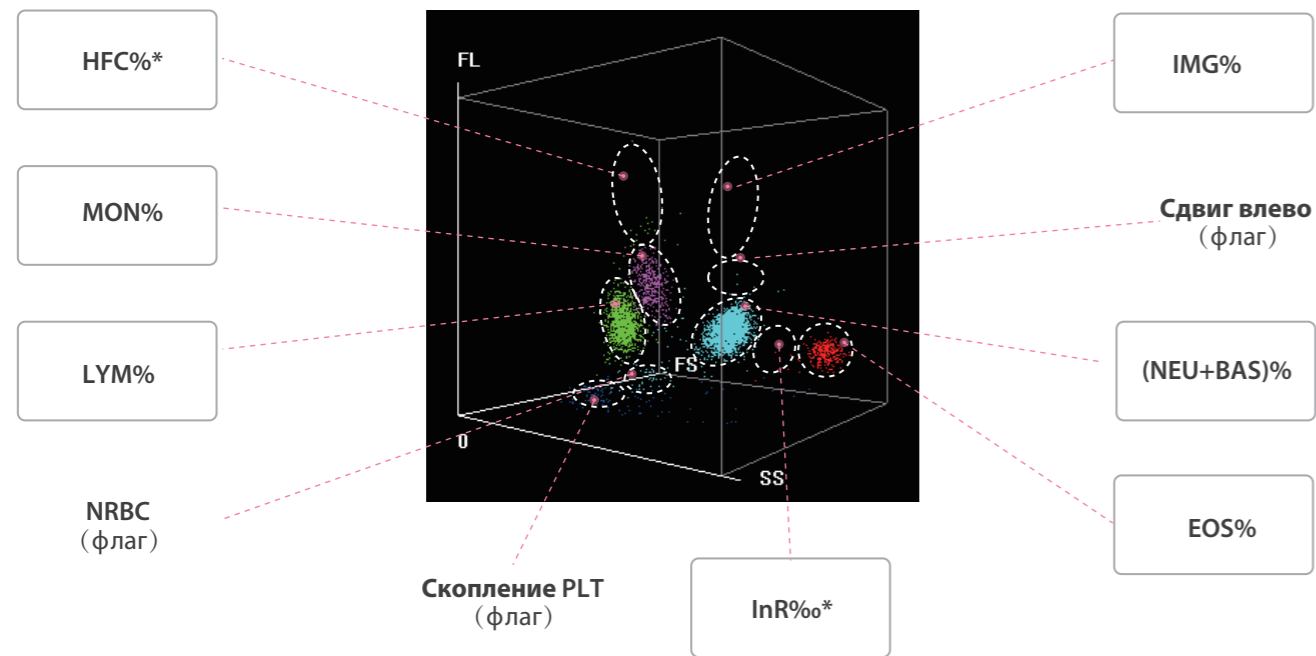 HFC%*
MON%
LYM%
NRBC
(флаг)
Скопление PLT
(флаг)
InR‰*
FL
FS
0
SS
IMG%
Сдвиг влево
(флаг)
(NEU+BAS)%
EOS%